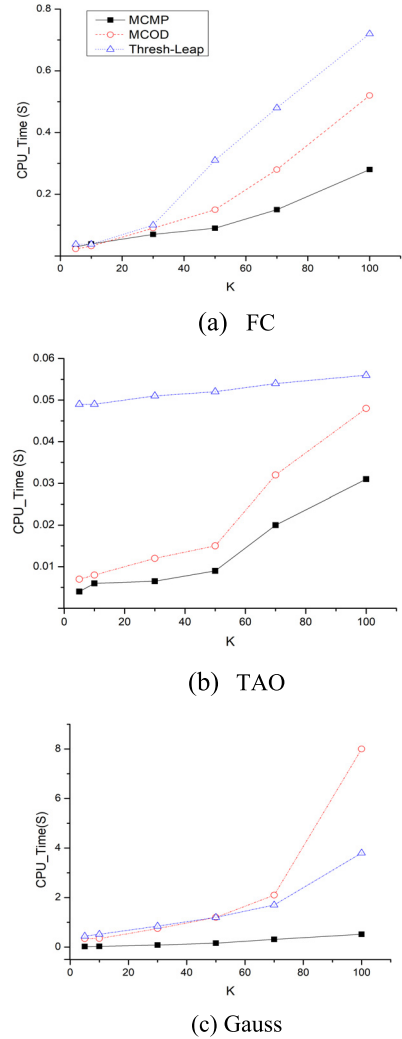 MCMP
MCOD
Thresh-Leap
0.8
0.6
0.4
0.2
CPU_Time (S)
0 20 40 60 80 100
K
(a) FC
0.06
0.05
0.04
0.03
0.02
0.01
CPU_Time (S)
0 20 40 60 80 100
K
(b) TAO
8
6
4
2
0
CPU_Time(S)
0 20 40 60 80 100
K
(c) Gauss